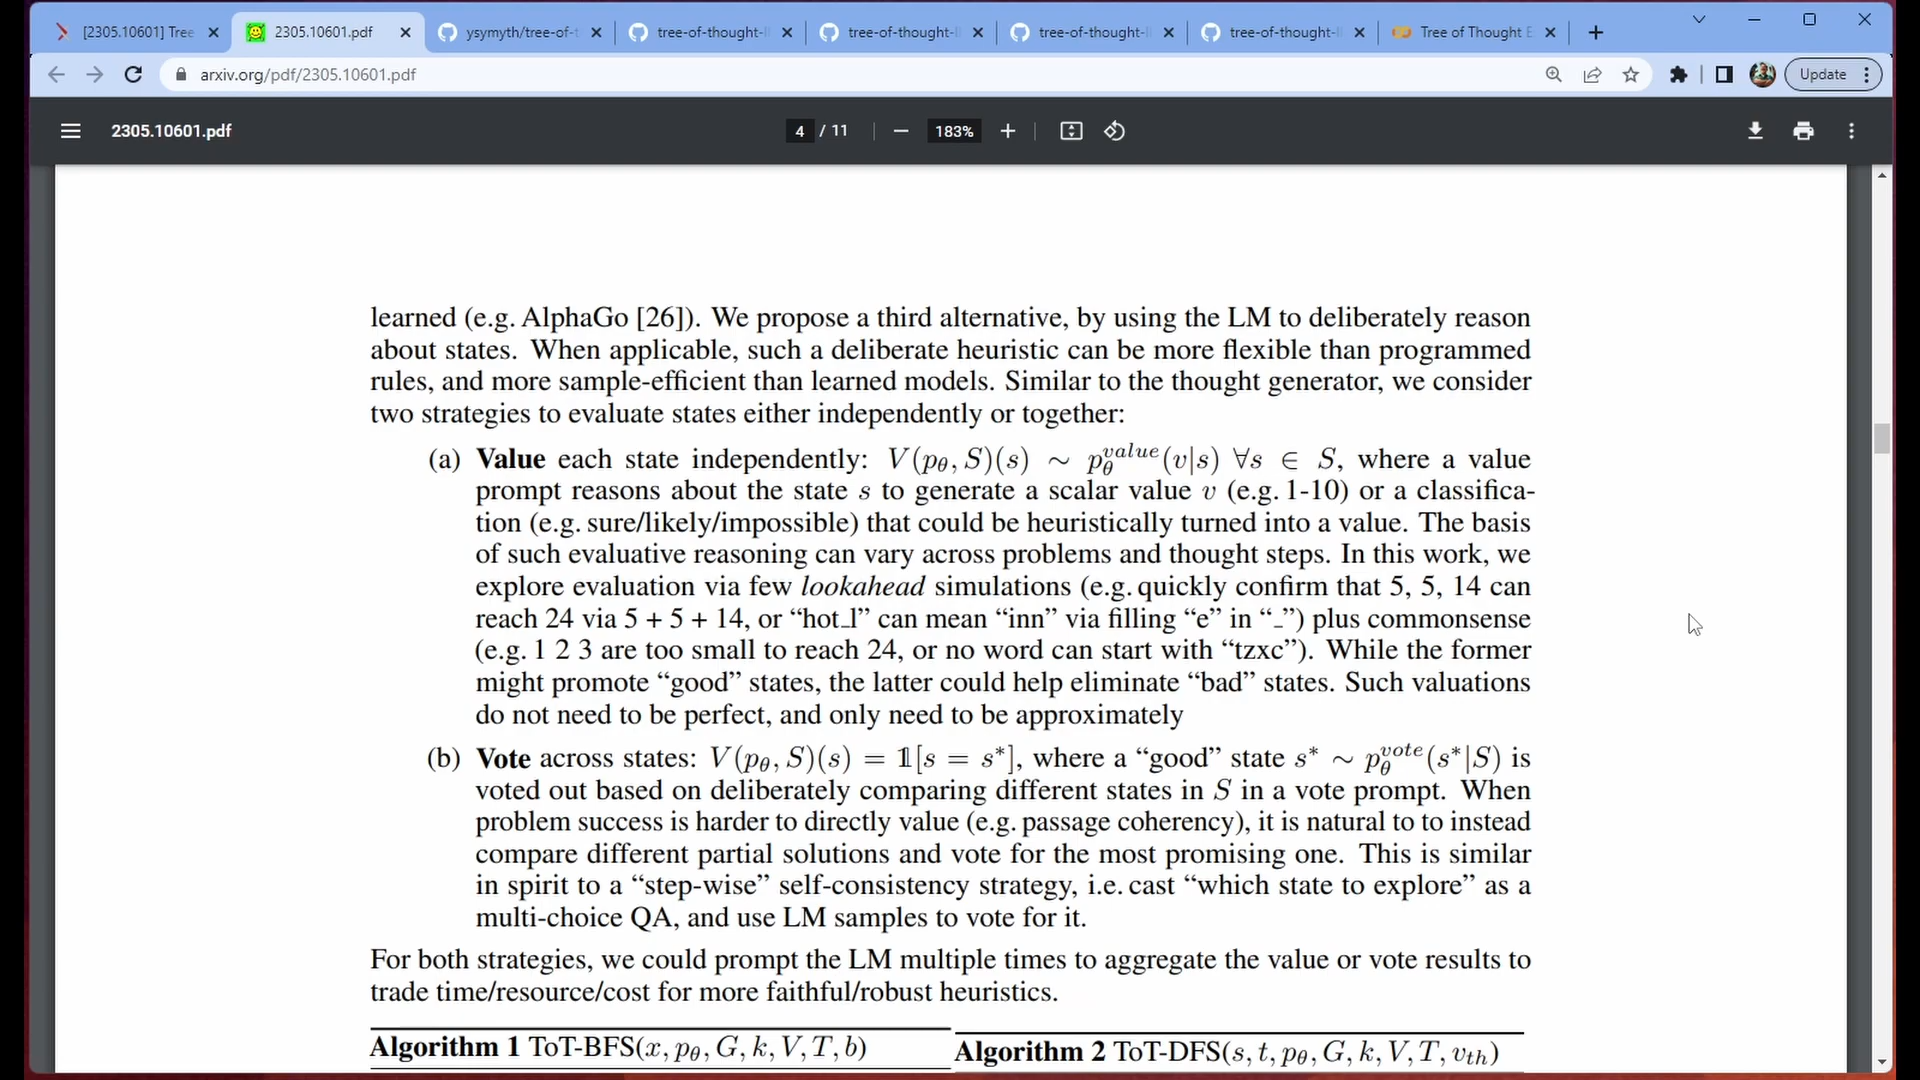 [2305.10601] Tree
2305.10601.pdf
ysymyth/tree-of-t
tree-of-thought-l
tree-of-thought-l
tree-of-thought-l
tree-of-thought-l
Tree of Thought E
arxiv.org/pdf/2305.10601.pdf
Update
2305.10601.pdf
4 / 11
183%
learned (e.g. AlphaGo [26]). We propose a third alternative, by using the LM to deliberately reason
about states. When applicable, such a deliberate heuristic can be more flexible than programmed
rules, and more sample-efficient than learned models. Similar to the thought generator, we consider
two strategies to evaluate states either independently or together:
(a) Value each state independently: V(pθ, S)(s) ∼ pθ^value(v|s) ∀s ∈ S, where a value
prompt reasons about the state s to generate a scalar value v (e.g. 1-10) or a classifica-
tion (e.g. sure/likely/impossible) that could be heuristically turned into a value. The basis
of such evaluative reasoning can vary across problems and thought steps. In this work, we
explore evaluation via few lookahead simulations (e.g. quickly confirm that 5, 5, 14 can
reach 24 via 5 + 5 + 14, or “hot_l” can mean “inn” via filling “e” in “_”) plus commonsense
(e.g. 1 2 3 are too small to reach 24, or no word can start with “tzxc”). While the former
might promote “good” states, the latter could help eliminate “bad” states. Such valuations
do not need to be perfect, and only need to be approximately
(b) Vote across states: V(pθ, S)(s) = 𝟙[s = s*], where a “good” state s* ∼ pθ^vote(s*|S) is
voted out based on deliberately comparing different states in S in a vote prompt. When
problem success is harder to directly value (e.g. passage coherency), it is natural to to instead
compare different partial solutions and vote for the most promising one. This is similar
in spirit to a “step-wise” self-consistency strategy, i.e. cast “which state to explore” as a
multi-choice QA, and use LM samples to vote for it.
For both strategies, we could prompt the LM multiple times to aggregate the value or vote results to
trade time/resource/cost for more faithful/robust heuristics.
Algorithm 1 ToT-BFS(x, pθ, G, k, V, T, b)
Algorithm 2 ToT-DFS(s, t, pθ, G, k, V, T, vth)